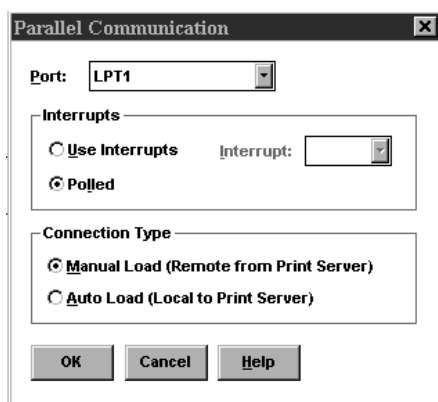 Parallel Communication
Port: LPT1
Interrupts
Use Interrupts Interrupt:
Polled
Connection Type
Manual Load (Remote from Print Server)
Auto Load (Local to Print Server)
OK Cancel Help